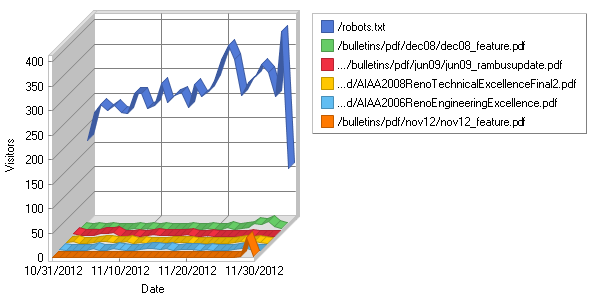 /robots.txt
/bulletins/pdf/dec08/dec08_feature.pdf
.../bulletins/pdf/jun09/jun09_rambusupdate.pdf
...d/AIAA2008RenoTechnicalExcellenceFinal2.pdf
...d/AIAA2006RenoEngineeringExcellence.pdf
/bulletins/pdf/nov12/nov12_feature.pdf
400
350
300
250
200
150
100
50
0
Visitors
10/31/2012 11/10/2012 11/20/2012 11/30/2012
Date